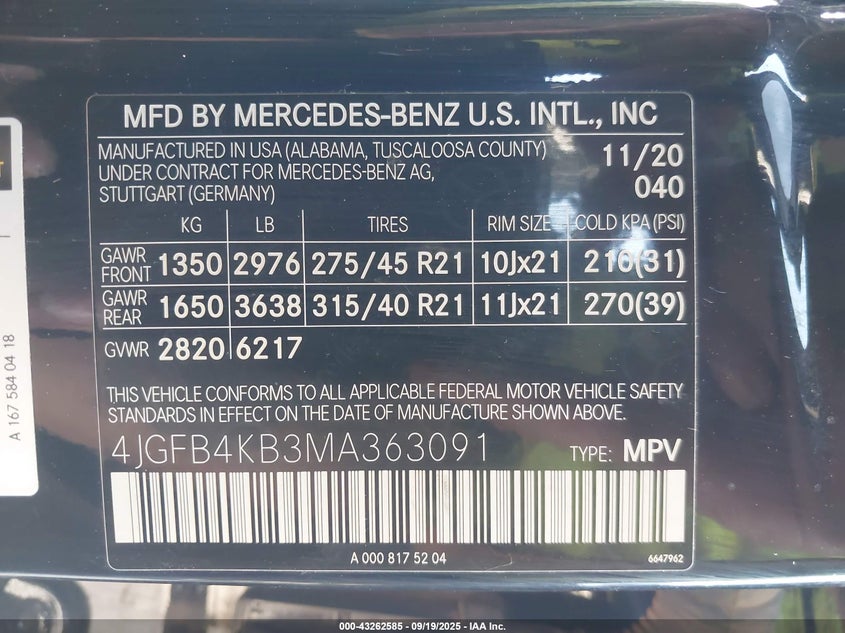 MFD BY MERCEDES-BENZ U.S. INTL., INC
MANUFACTURED IN USA (ALABAMA, TUSCALOOSA COUNTY) 11/20
UNDER CONTRACT FOR MERCEDES-BENZ AG, 040
STUTTGART (GERMANY)
KG LB TIRES RIM SIZE COLD KPA (PSI)
GAWR FRONT 1350 2976 275/45 R21 10Jx21 210(31)
GAWR REAR 1650 3638 315/40 R21 11Jx21 270(39)
GVWR 2820 6217
THIS VEHICLE CONFORMS TO ALL APPLICABLE FEDERAL MOTOR VEHICLE SAFETY
STANDARDS IN EFFECT ON THE DATE OF MANUFACTURE SHOWN ABOVE.
4JGFB4KB3MA363091 TYPE: MPV
A 000 817 52 04 6647962
A 167 584 04 18
000-43262585 - 09/19/2025 - IAA Inc.